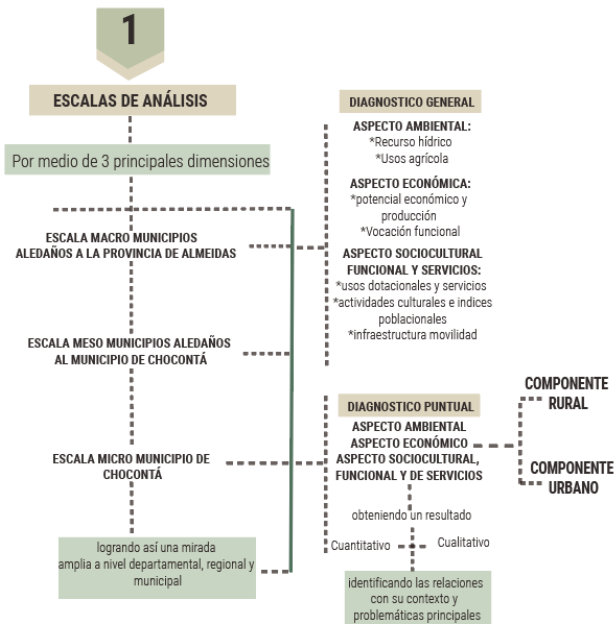 1
ESCALAS DE ANÁLISIS
Por medio de 3 principales dimensiones
ESCALA MACRO MUNICIPIOS
ALEDAÑOS A LA PROVINCIA DE ALMEIDAS
ESCALA MESO MUNICIPIOS ALEDAÑOS
AL MUNICIPIO DE CHOCONTÁ
ESCALA MICRO MUNICIPIO DE
CHOCONTÁ
logrando así una mirada
amplia a nivel departamental, regional y
municipal
DIAGNOSTICO GENERAL
ASPECTO AMBIENTAL:
*Recurso hídrico
*Usos agrícola
ASPECTO ECONÓMICA:
*potencial económico y
producción
*Vocación funcional
ASPECTO SOCIOCULTURAL
FUNCIONAL Y SERVICIOS:
*usos dotacionales y servicios
*actividades culturales e indices
poblacionales
*infraestructura movilidad
DIAGNOSTICO PUNTUAL
ASPECTO AMBIENTAL
ASPECTO ECONÓMICO
ASPECTO SOCIOCULTURAL,
FUNCIONAL Y DE SERVICIOS
obteniendo un resultado
Cuantitativo
Cualitativo
identificando las relaciones
con su contexto y
problemáticas principales
COMPONENTE
RURAL
COMPONENTE
URBANO